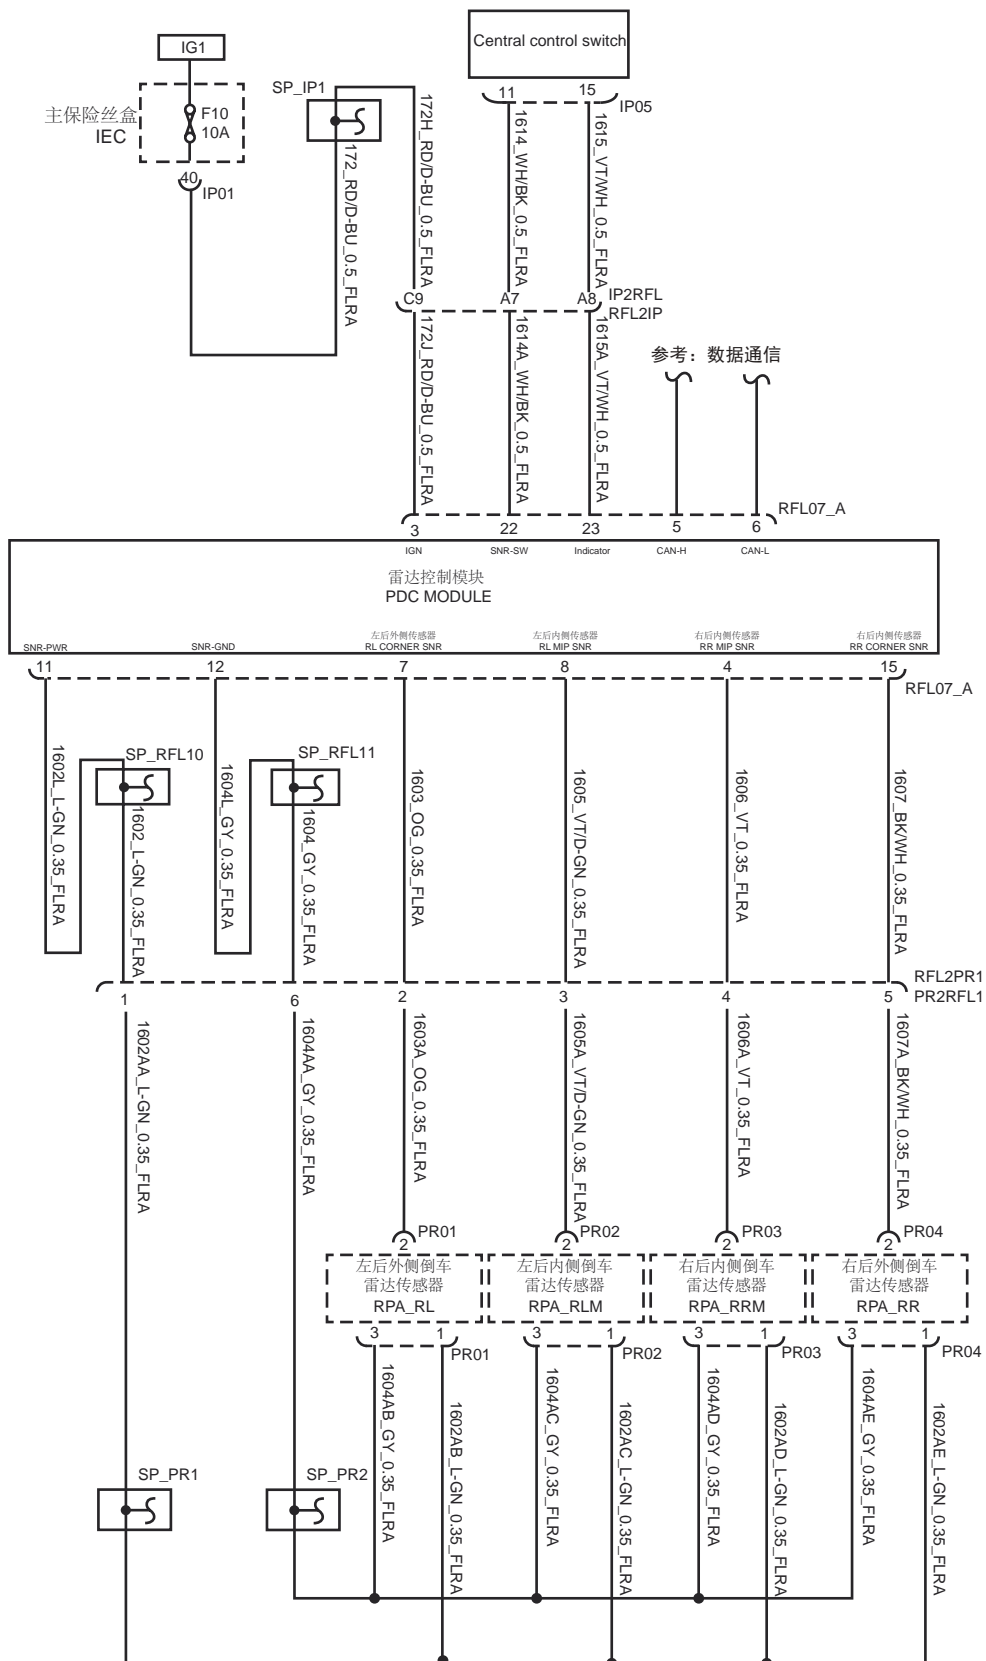 Central control switch
IG1
SP_IP1
11
15
IP05
主保险丝盒
IEC
F10
10A
40
IP01
172_RD/D-BU_0.5_FLRA
172H_RD/D-BU_0.5_FLRA
1614_WH/BK_0.5_FLRA
1615_VT/WH_0.5_FLRA
C9
A7
A8
IP2RFL
RFL2IP
172J_RD/D-BU_0.5_FLRA
1614A_WH/BK_0.5_FLRA
1615A_VT/WH_0.5_FLRA
参考：数据通信
RFL07_A
3
22
23
5
6
IGN
SNR-SW
Indicator
CAN-H
CAN-L
雷达控制模块
PDC MODULE
SNR-PWR
SNR-GND
左后外侧传感器
RL CORNER SNR
左后内侧传感器
RL MIP SNR
右后内侧传感器
RR MIP SNR
右后内侧传感器
RR CORNER SNR
11
12
7
8
4
15
RFL07_A
SP_RFL10
SP_RFL11
1602L_L-GN_0.35_FLRA
1602_L-GN_0.35_FLRA
1604L_GY_0.35_FLRA
1604_GY_0.35_FLRA
1603_OG_0.35_FLRA
1605_VT/D-GN_0.35_FLRA
1606_VT_0.35_FLRA
1607_BK/WH_0.35_FLRA
RFL2PR1
PR2RFL1
1
6
2
3
4
5
1602AA_L-GN_0.35_FLRA
1604AA_GY_0.35_FLRA
1603A_OG_0.35_FLRA
1605A_VT/D-GN_0.35_FLRA
1606A_VT_0.35_FLRA
1607A_BK/WH_0.35_FLRA
PR01
2
PR02
2
PR03
2
PR04
2
左后外侧倒车
雷达传感器
RPA_RL
左后内侧倒车
雷达传感器
RPA_RLM
右后内侧倒车
雷达传感器
RPA_RRM
右后外侧倒车
雷达传感器
RPA_RR
3
1
PR01
3
1
PR02
3
1
PR03
3
1
PR04
1604AB_GY_0.35_FLRA
1602AB_L-GN_0.35_FLRA
1604AC_GY_0.35_FLRA
1602AC_L-GN_0.35_FLRA
1604AD_GY_0.35_FLRA
1602AD_L-GN_0.35_FLRA
1604AE_GY_0.35_FLRA
1602AE_L-GN_0.35_FLRA
SP_PR1
SP_PR2